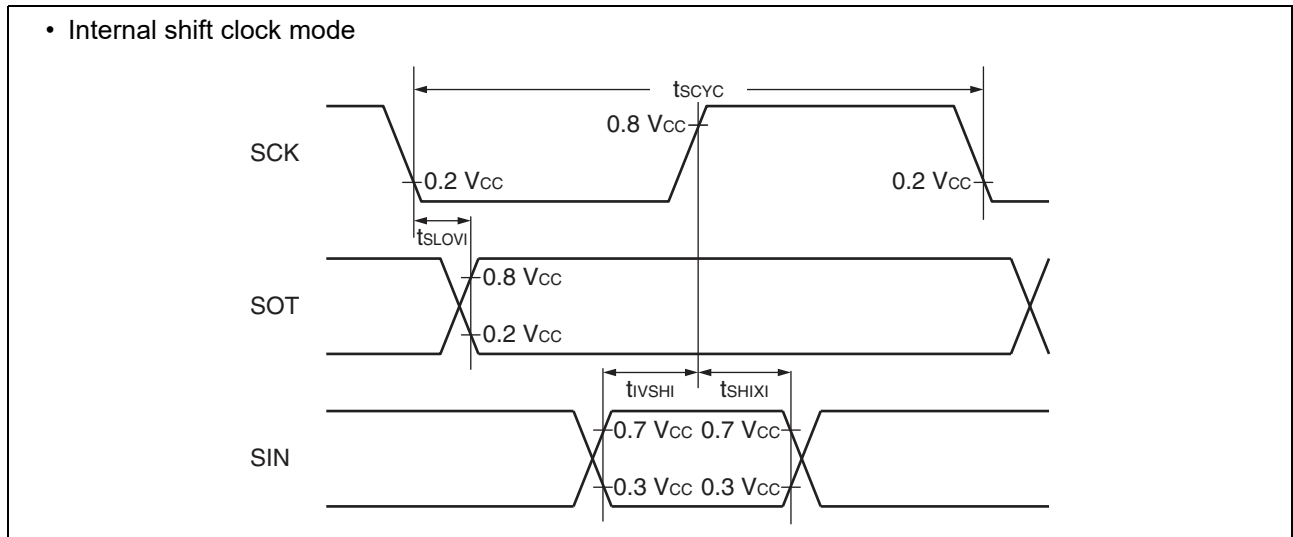 • Internal shift clock mode
tSCYC
0.8 VCC
SCK
0.2 VCC
0.2 VCC
tSLOVI
0.8 VCC
SOT
0.2 VCC
tIVSHI
tSHIXI
0.7 VCC
0.7 VCC
SIN
0.3 VCC
0.3 VCC